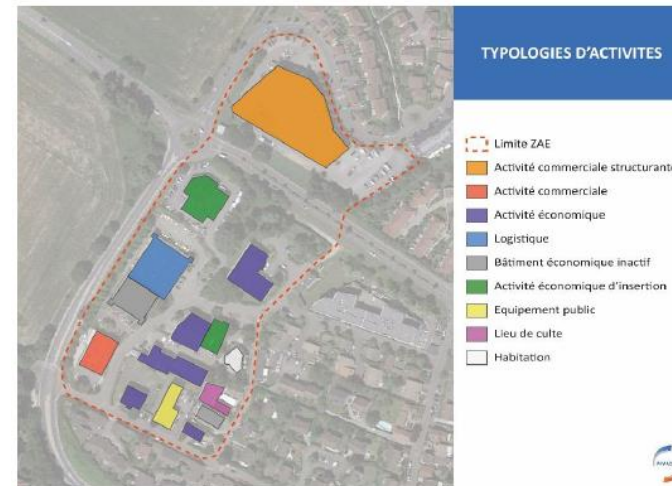 TYPOLOGIES D'ACTIVITES
Limite ZAE
Activité commerciale structurante
Activité commerciale
Activité économique
Logistique
Bâtiment économique inactif
Activité économique d'insertion
Equipement public
Lieu de culte
Habitation